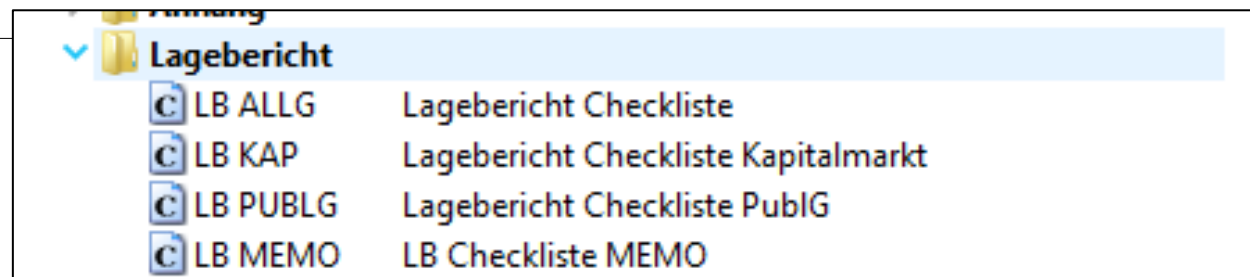 Anhang
Lagebericht
C LB ALLG Lagebericht Checkliste
C LB KAP Lagebericht Checkliste Kapitalmarkt
C LB PUBLG Lagebericht Checkliste PublG
C LB MEMO LB Checkliste MEMO